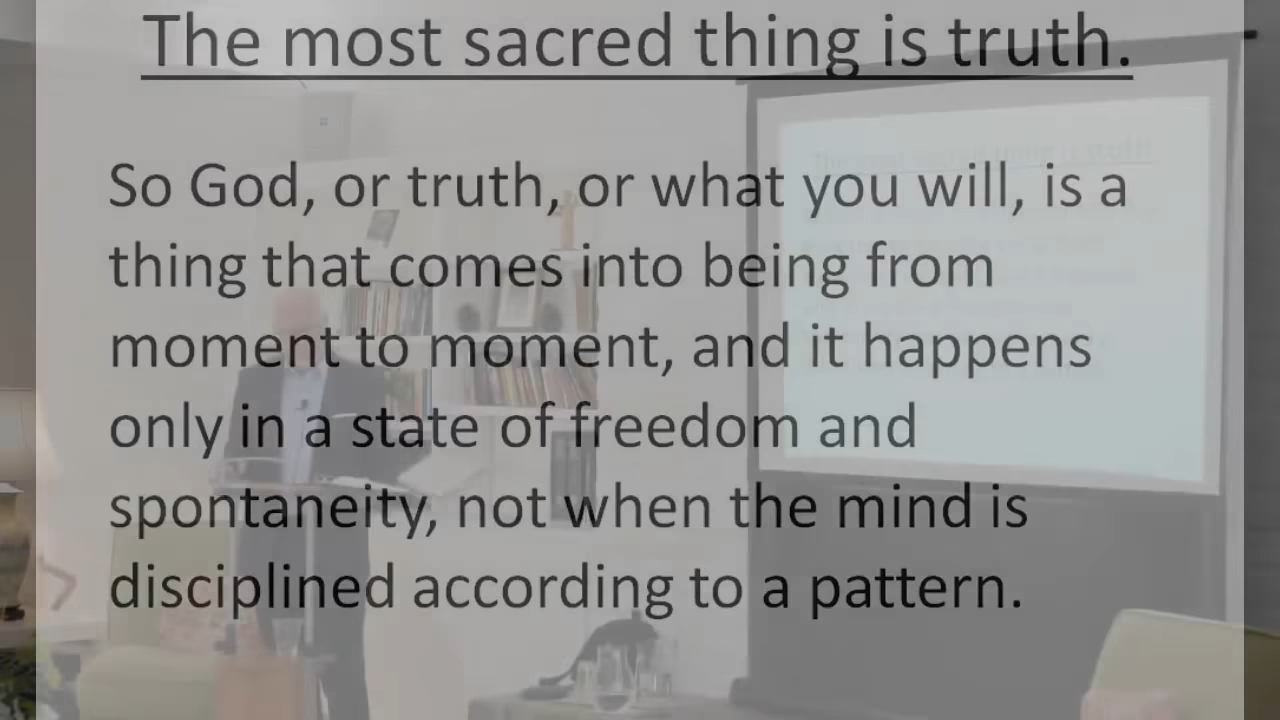 The most sacred thing is truth.
So God, or truth, or what you will, is a
thing that comes into being from
moment to moment, and it happens
only in a state of freedom and
spontaneity, not when the mind is
disciplined according to a pattern.